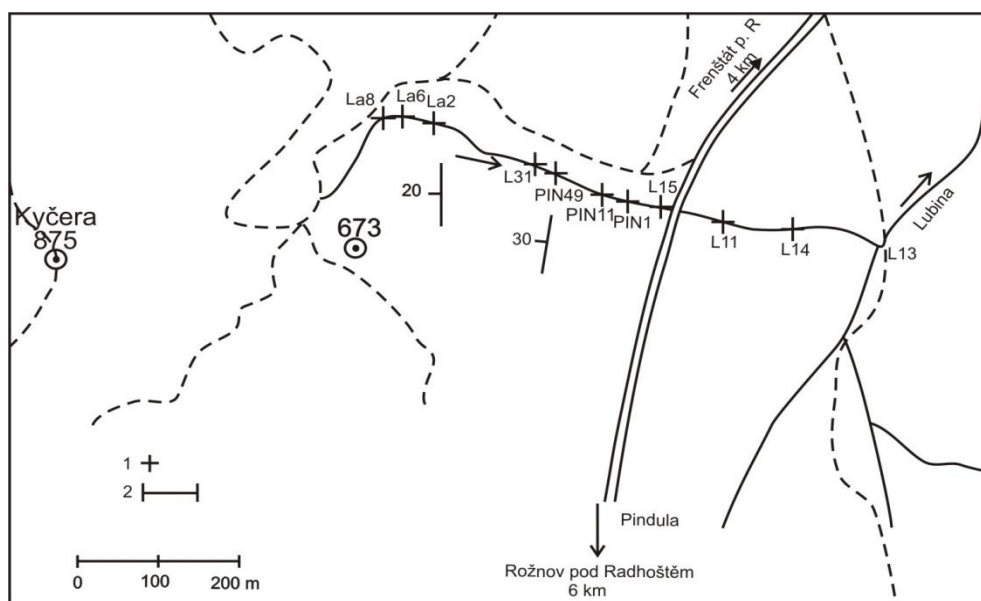 Frenštát p. R
4 km
La8
La6
La2
L31
PIN49
PIN11
PIN1
L15
L11
L14
L13
Lubina
20
30
Kyčera
875
673
1
2
0 100 200 m
Pindula
Rožnov pod Radhoštěm
6 km